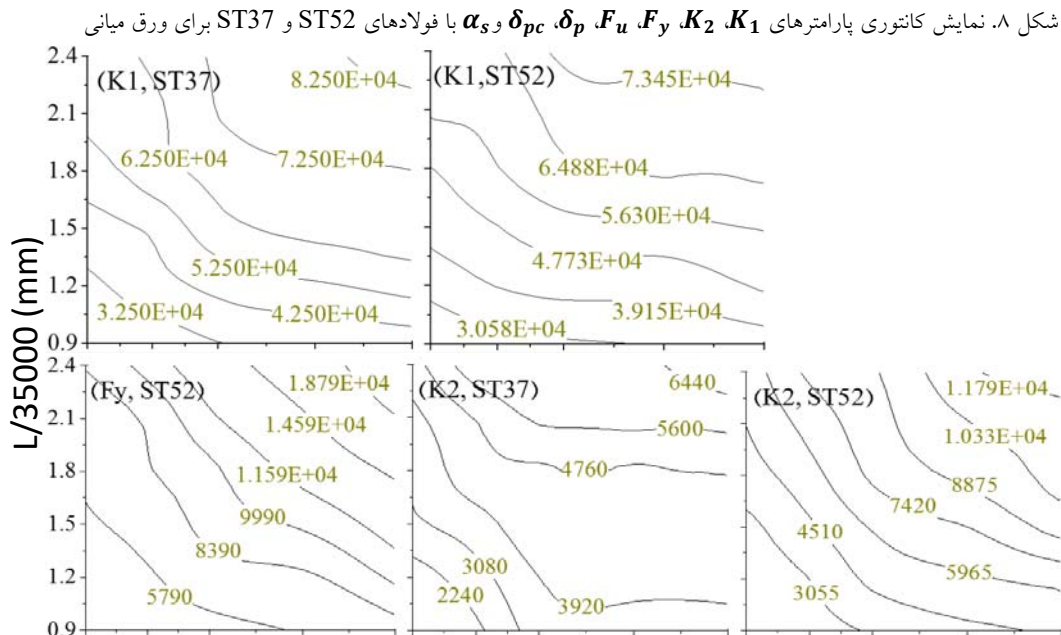 شکل ۸. نمایش کانتوری پارامترهای K1، K2، Fy، Fu، δp، δpc و αs با فولادهای ST52 و ST37 برای ورق میانی
L/35000 (mm)
2.4
2.1
1.8
1.5
1.2
0.9
(K1, ST37)
8.250E+04
7.250E+04
6.250E+04
5.250E+04
4.250E+04
3.250E+04
(K1,ST52)
7.345E+04
6.488E+04
5.630E+04
4.773E+04
3.915E+04
3.058E+04
2.4
2.1
1.8
1.5
1.2
0.9
(Fy, ST52)
1.879E+04
1.459E+04
1.159E+04
9990
8390
5790
(K2, ST37)
6440
5600
4760
3080
2240
3920
(K2, ST52)
1.179E+04
1.033E+04
8875
7420
4510
5965
3055